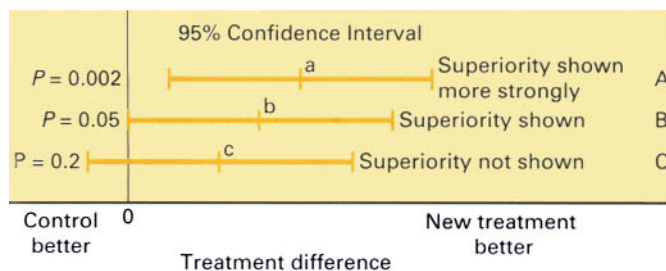 95% Confidence Interval
P = 0.002
a
Superiority shown
more strongly
A
P = 0.05
b
Superiority shown
B
P = 0.2
c
Superiority not shown
C
Control
better
0
New treatment
better
Treatment difference